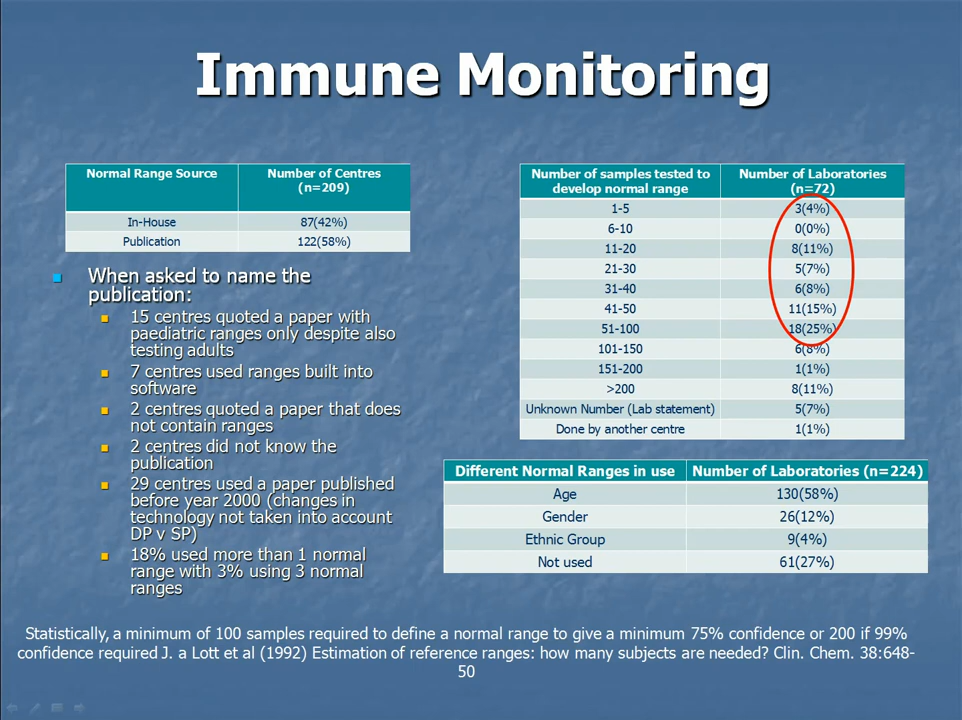 Immune Monitoring
Normal Range Source Number of Centres
(n=209)
In-House 87(42%)
Publication 122(58%)
When asked to name the
publication:
15 centres quoted a paper with
paediatric ranges only despite also
testing adults
7 centres used ranges built into
software
2 centres quoted a paper that does
not contain ranges
2 centres did not know the
publication
29 centres used a paper published
before year 2000 (changes in
technology not taken into account
DP v SP)
18% used more than 1 normal
range with 3% using 3 normal
ranges
Number of samples tested to Number of Laboratories
develop normal range (n=72)
1-5 3(4%)
6-10 0(0%)
11-20 8(11%)
21-30 5(7%)
31-40 6(8%)
41-50 11(15%)
51-100 18(25%)
101-150 6(8%)
151-200 1(1%)
>200 8(11%)
Unknown Number (Lab statement) 5(7%)
Done by another centre 1(1%)
Different Normal Ranges in use Number of Laboratories (n=224)
Age 130(58%)
Gender 26(12%)
Ethnic Group 9(4%)
Not used 61(27%)
Statistically, a minimum of 100 samples required to define a normal range to give a minimum 75% confidence or 200 if 99%
confidence required J. a Lott et al (1992) Estimation of reference ranges: how many subjects are needed? Clin. Chem. 38:648-
50